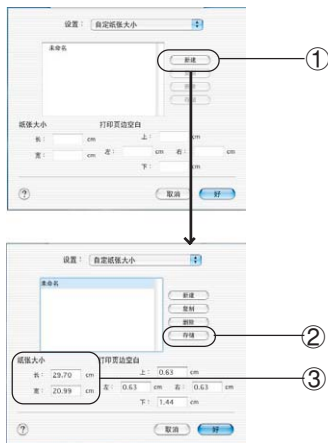 设置： 自定纸张大小
未命名
新建
①
纸张大小
打印页边空白
长： cm
上： cm
宽： cm
左： cm 右： cm
下： cm
? 取消 好
设置： 自定纸张大小
未命名
新建
复制
删除
存储
②
纸张大小
打印页边空白
长： 29.70 cm
上： 0.63 cm
③
宽： 20.99 cm
左： 0.63 cm 右： 0.63 cm
下： 1.44 cm
? 取消 好